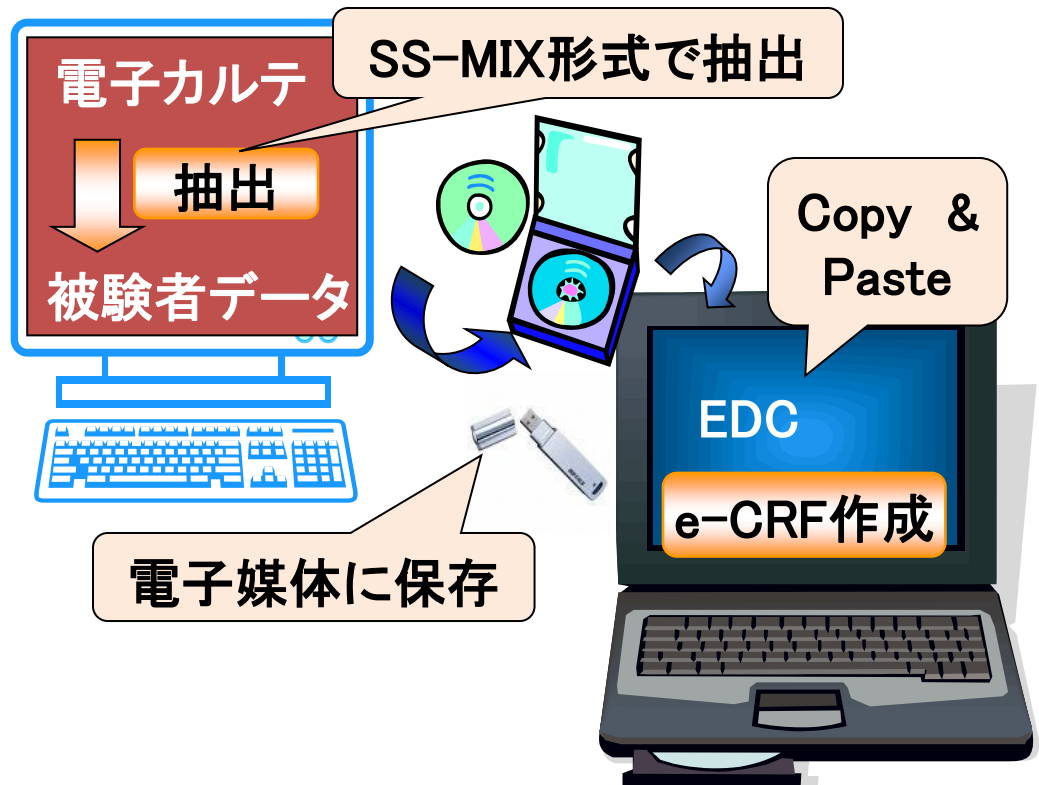 SS-MIX形式で抽出
電子カルテ
抽出
被験者データ
Copy &
Paste
EDC
e-CRF作成
電子媒体に保存